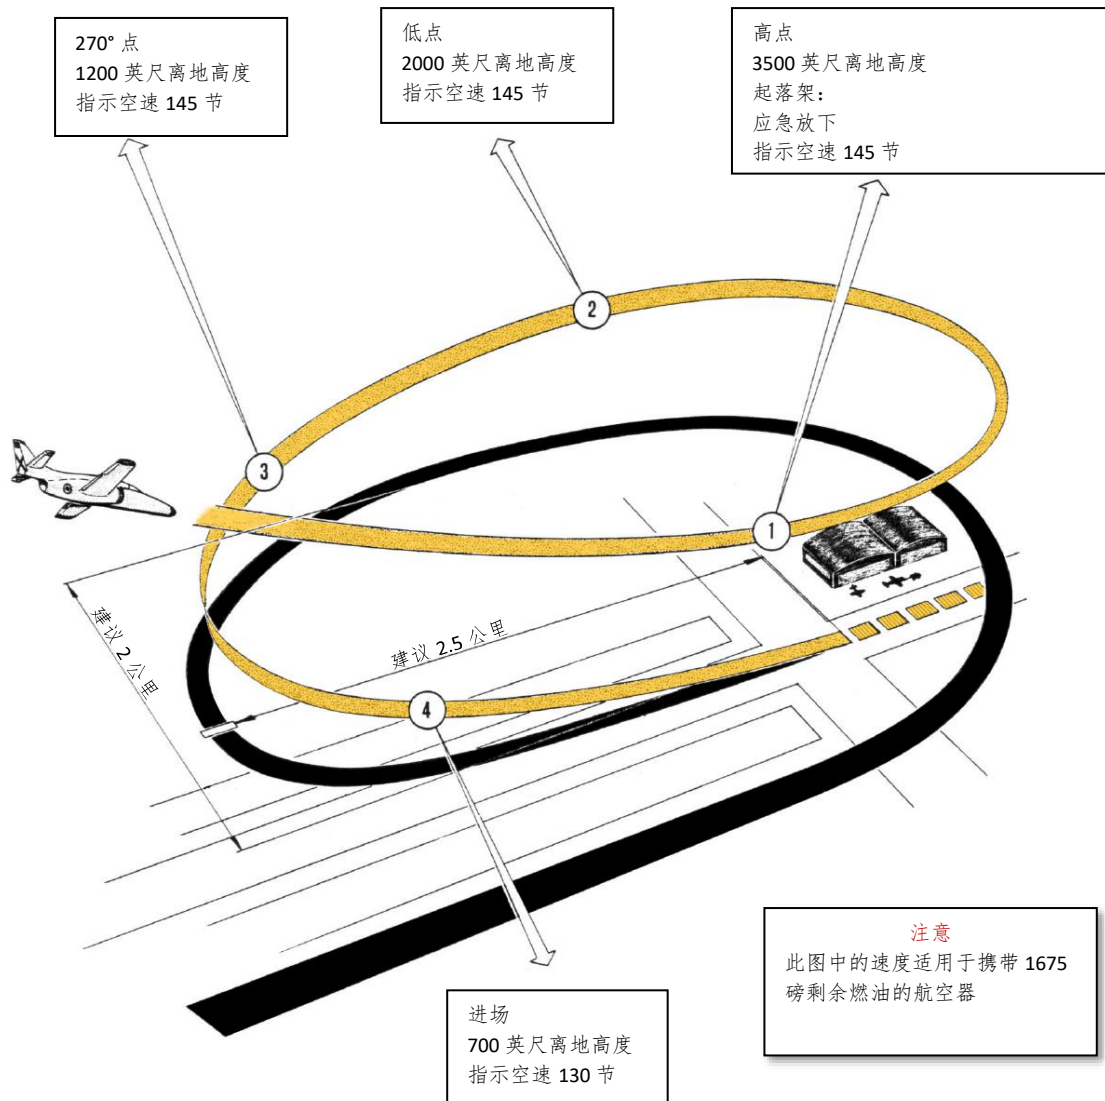 270° 点
1200 英尺离地高度
指示空速 145 节
低点
2000 英尺离地高度
指示空速 145 节
高点
3500 英尺离地高度
起落架：
应急放下
指示空速 145 节
2
3
1
建议 2 公里
建议 2.5 公里
4
注意
此图中的速度适用于携带 1675
磅剩余燃油的航空器
进场
700 英尺离地高度
指示空速 130 节